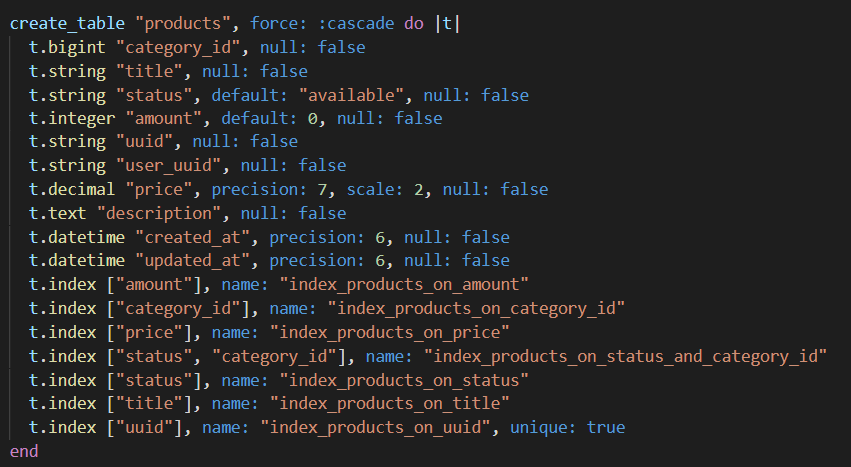 create_table "products", force: :cascade do |t|
  t.bigint "category_id", null: false
  t.string "title", null: false
  t.string "status", default: "available", null: false
  t.integer "amount", default: 0, null: false
  t.string "uuid", null: false
  t.string "user_uuid", null: false
  t.decimal "price", precision: 7, scale: 2, null: false
  t.text "description", null: false
  t.datetime "created_at", precision: 6, null: false
  t.datetime "updated_at", precision: 6, null: false
  t.index ["amount"], name: "index_products_on_amount"
  t.index ["category_id"], name: "index_products_on_category_id"
  t.index ["price"], name: "index_products_on_price"
  t.index ["status", "category_id"], name: "index_products_on_status_and_category_id"
  t.index ["status"], name: "index_products_on_status"
  t.index ["title"], name: "index_products_on_title"
  t.index ["uuid"], name: "index_products_on_uuid", unique: true
end